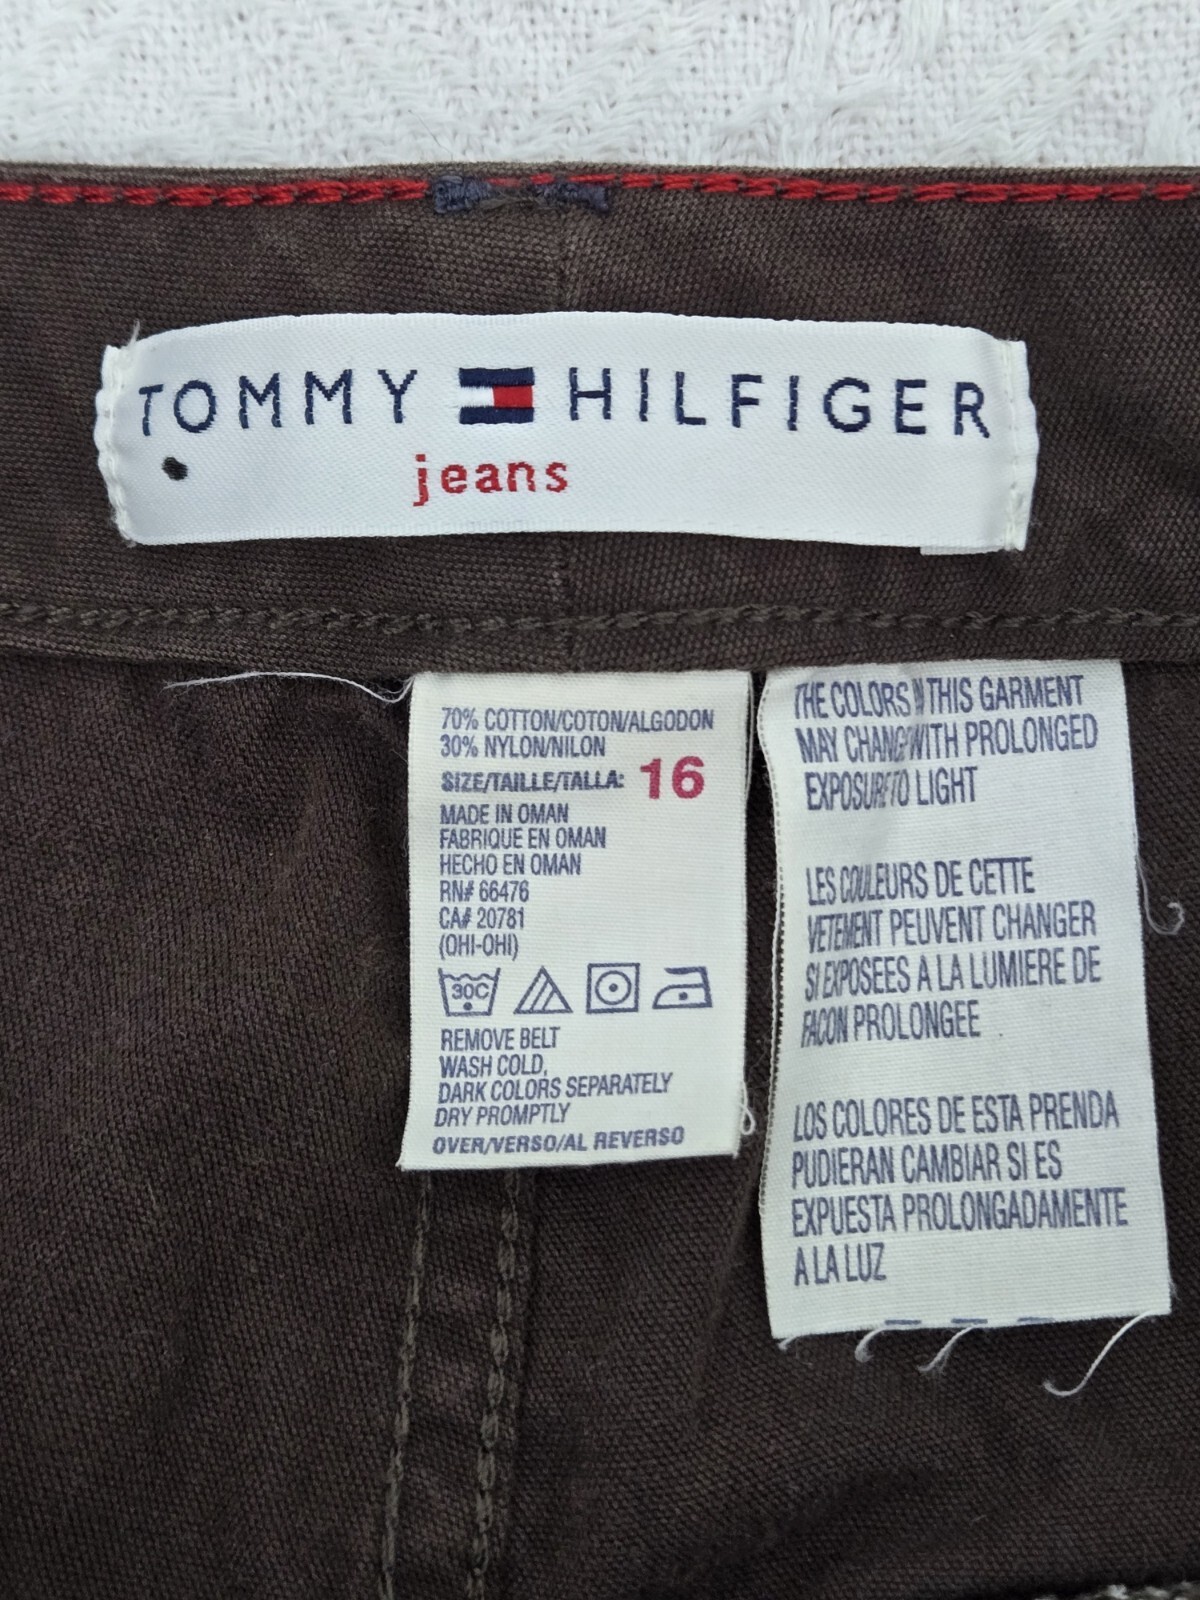 TOMMY HILFIGER
jeans
70% COTTON/COTON/ALGODON
30% NYLON/NILON
SIZE/TAILLE/TALLA: 16
MADE IN OMAN
FABRIQUE EN OMAN
HECHO EN OMAN
RN# 66476
CA# 20781
(OHI-OHI)
30C
REMOVE BELT
WASH COLD,
DARK COLORS SEPARATELY
DRY PROMPTLY
OVER/VERSO/AL REVERSO
THE COLORS IN THIS GARMENT
MAY CHANGE WITH PROLONGED
EXPOSURE TO LIGHT
LES COULEURS DE CETTE
VETEMENT PEUVENT CHANGER
SI EXPOSEES A LA LUMIERE DE
FACON PROLONGEE
LOS COLORES DE ESTA PRENDA
PUDIERAN CAMBIAR SI ES
EXPUESTA PROLONGADAMENTE
A LA LUZ